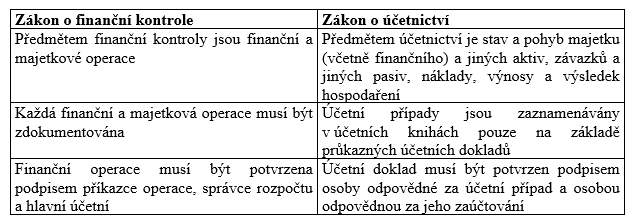 Zákon o finanční kontrole
Zákon o účetnictví
Předmětem finanční kontroly jsou finanční a
majetkové operace
Předmětem účetnictví je stav a pohyb majetku
(včetně finančního) a jiných aktiv, závazků a
jiných pasiv, náklady, výnosy a výsledek
hospodaření
Každá finanční a majetková operace musí být
zdokumentována
Účetní případy jsou zaznamenávány
v účetních knihách pouze na základě
průkazných účetních dokladů
Finanční operace musí být potvrzena
podpisem příkazce operace, správce rozpočtu
a hlavní účetní
Účetní doklad musí být potvrzen podpisem
osoby odpovědné za účetní případ a osobou
odpovědnou za jeho zaúčtování